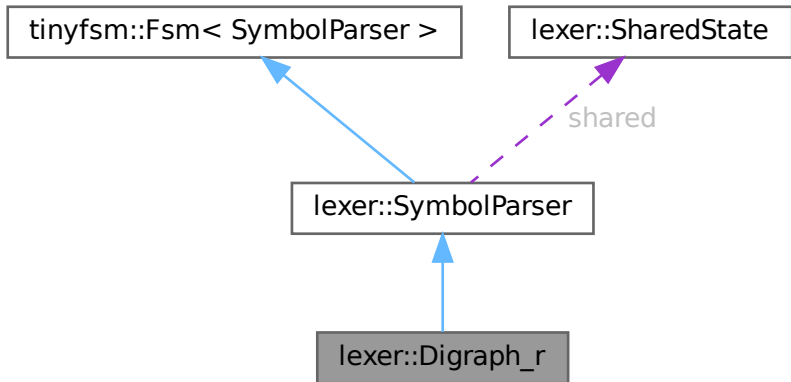 tinyfsm::Fsm< SymbolParser >
lexer::SharedState
shared
lexer::SymbolParser
lexer::Digraph_r